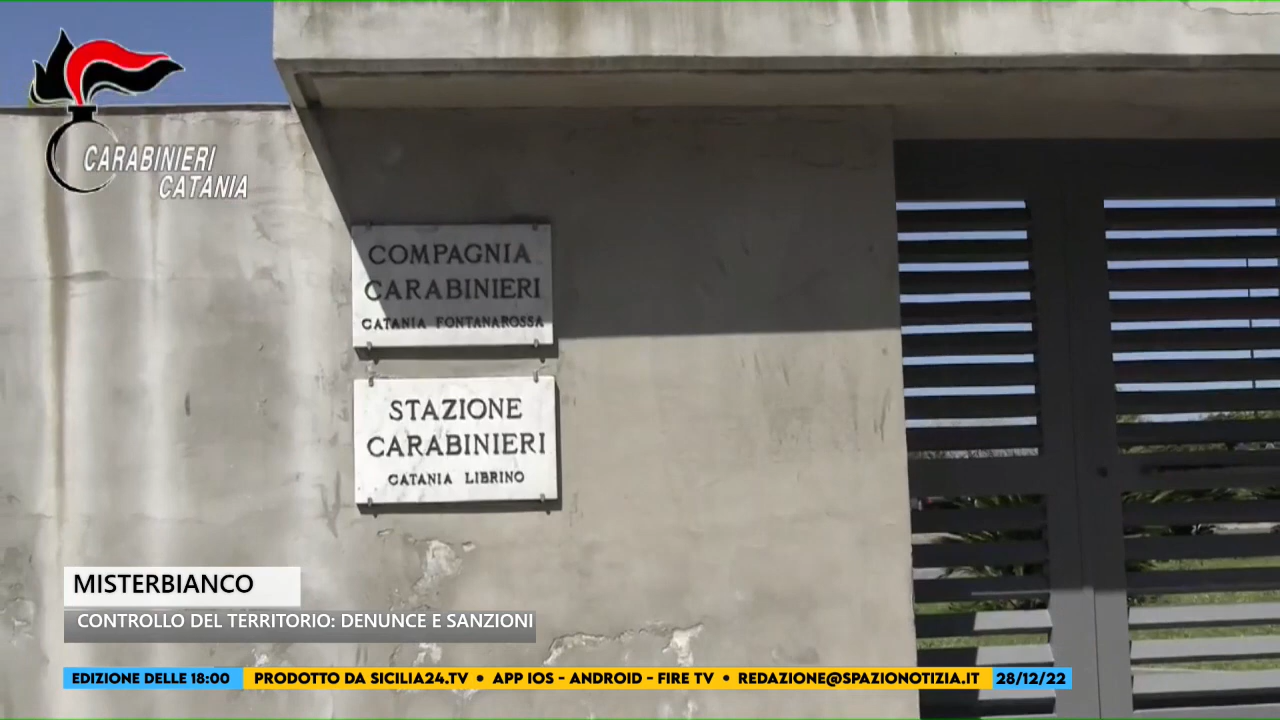 CARABINIERI
CATANIA
COMPAGNIA
CARABINIERI
CATANIA FONTANAROSSA
STAZIONE
CARABINIERI
CATANIA LIBRINO
MISTERBIANCO
CONTROLLO DEL TERRITORIO: DENUNCE E SANZIONI
EDIZIONE DELLE 18:00 PRODOTTO DA SICILIA24.TV • APP IOS - ANDROID - FIRE TV • REDAZIONE@SPAZIONOTIZIA.IT 28/12/22